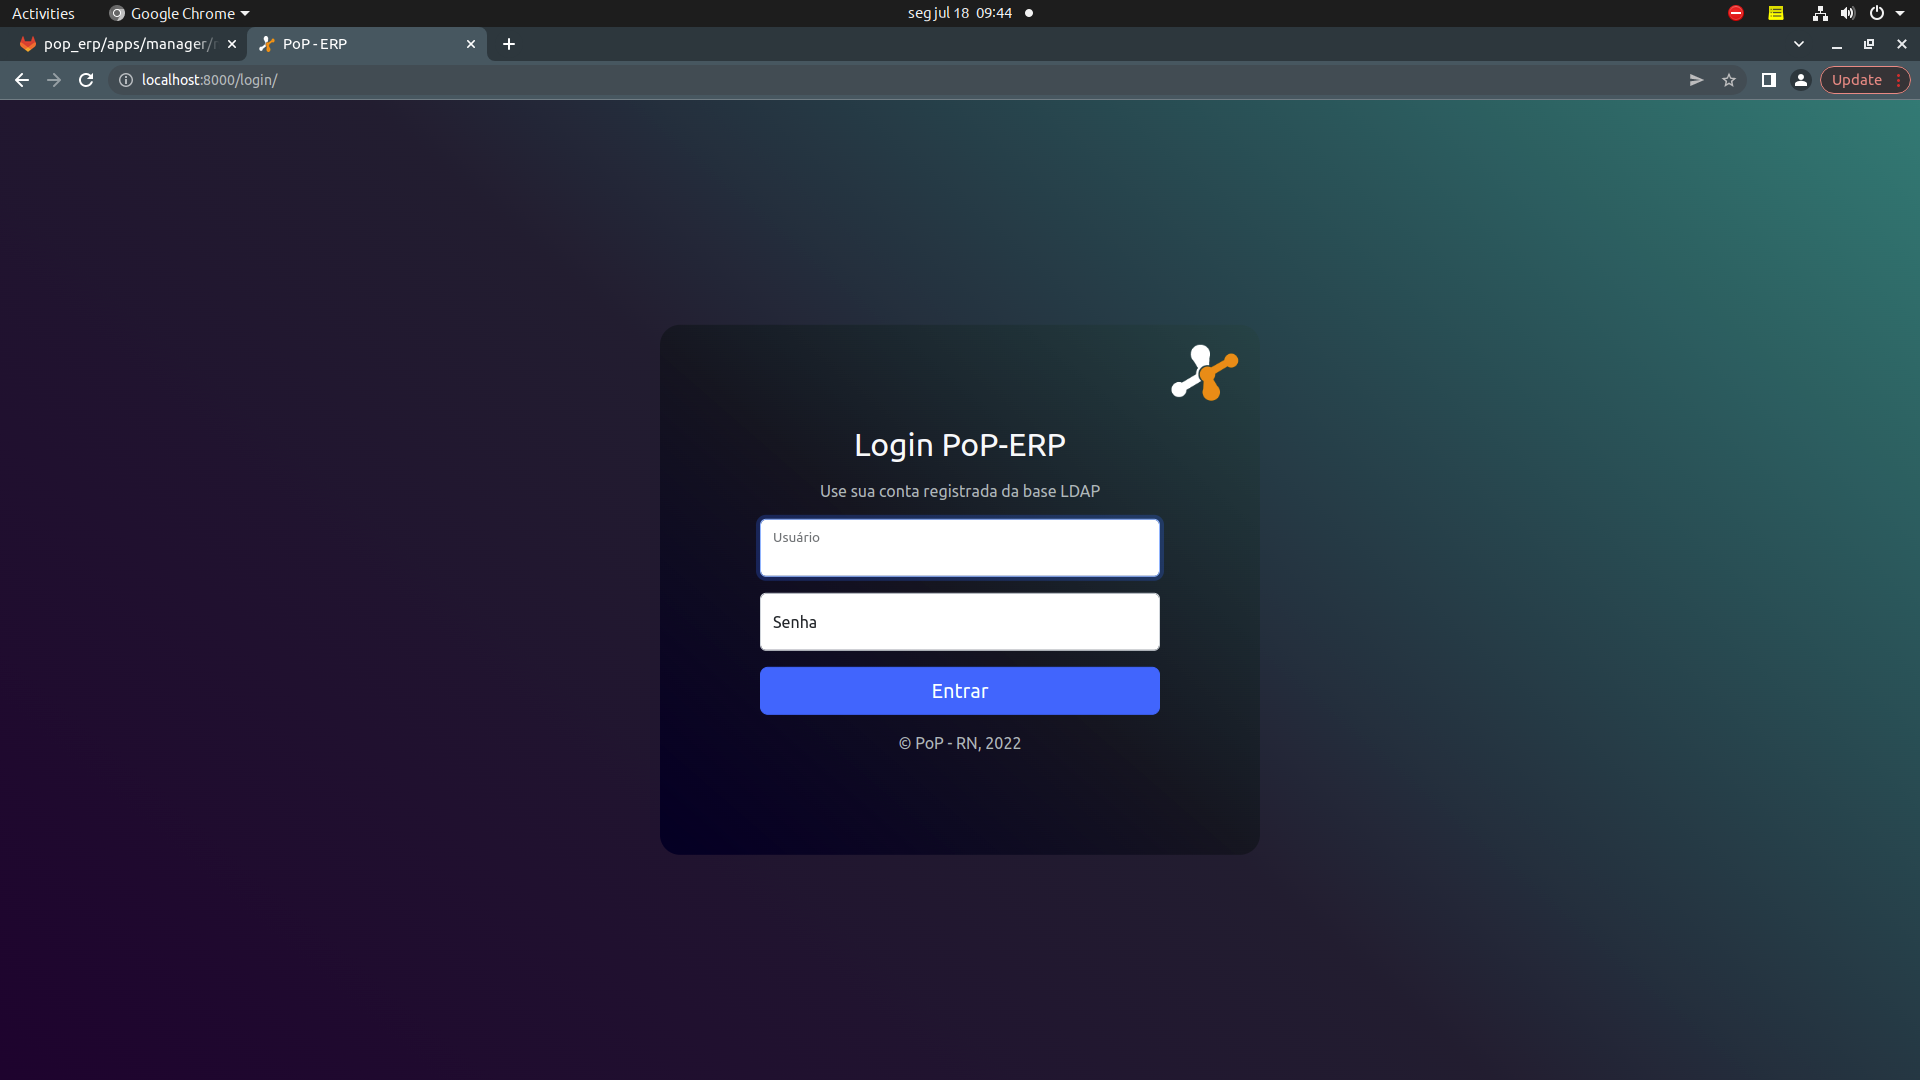 Activities
Google Chrome
seg jul 18 09:44
pop_erp/apps/manager/
PoP - ERP
localhost:8000/login/
Update
Login PoP-ERP
Use sua conta registrada da base LDAP
Usuário
Senha
Entrar
© PoP - RN, 2022